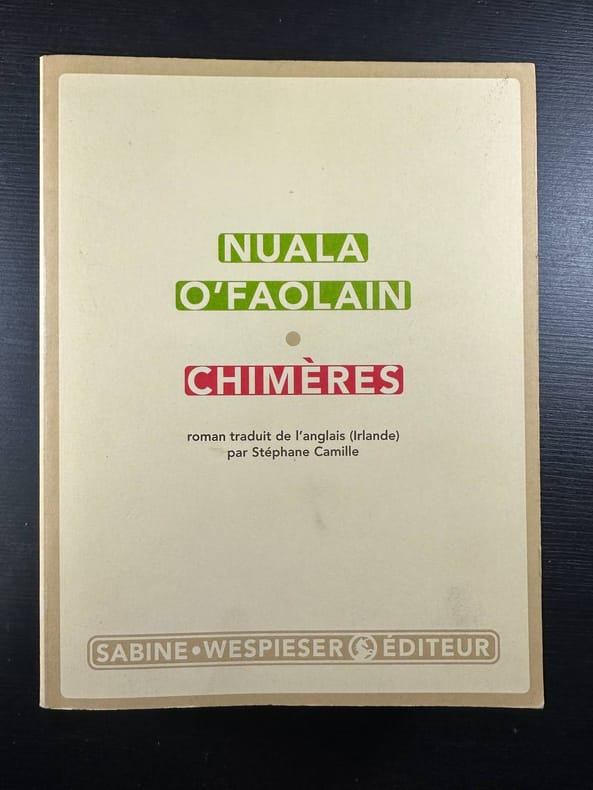 NUALA
O'FAOLAIN
CHIMÈRES
roman traduit de l'anglais (Irlande)
par Stéphane Camille
SABINE•WESPIESER ÉDITEUR